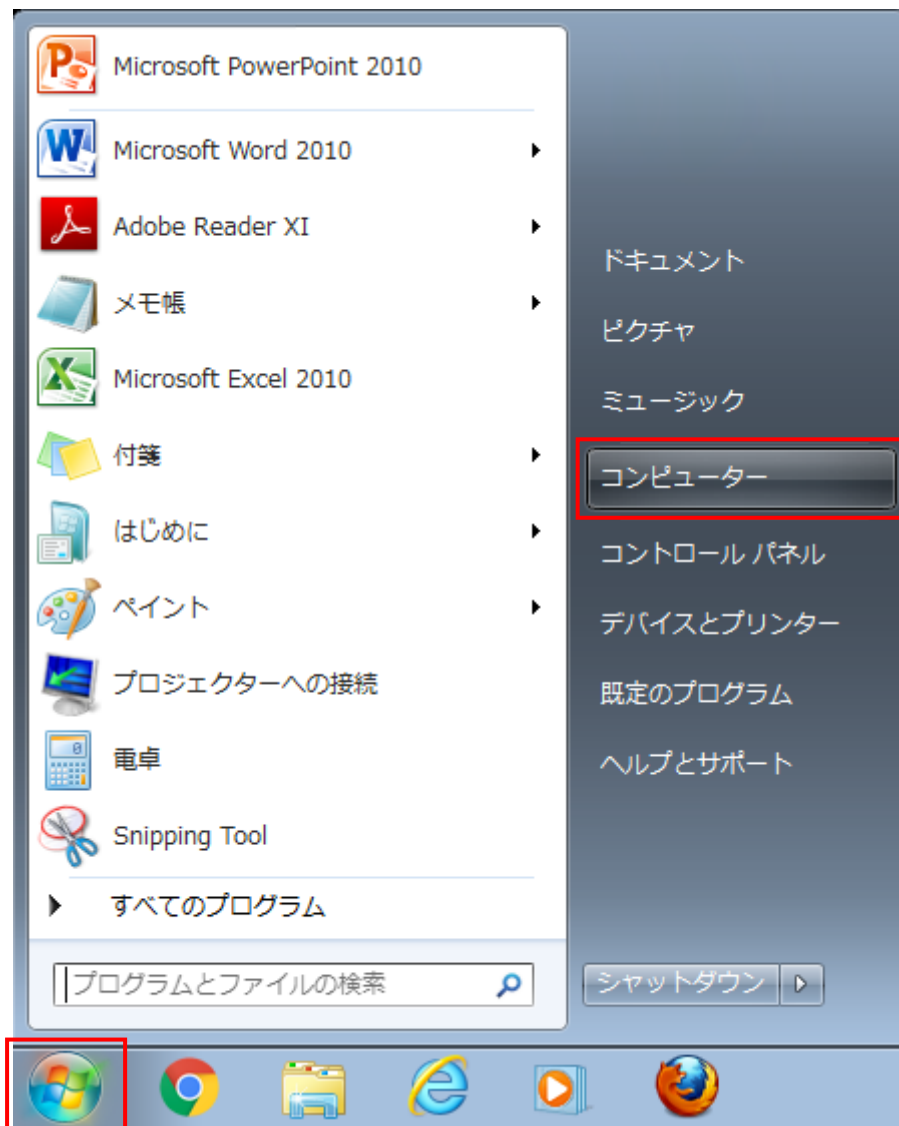 Microsoft PowerPoint 2010
Microsoft Word 2010
Adobe Reader XI
メモ帳
Microsoft Excel 2010
付箋
はじめに
ペイント
プロジェクターへの接続
電卓
Snipping Tool
すべてのプログラム
プログラムとファイルの検索
ドキュメント
ピクチャ
ミュージック
コンピューター
コントロール パネル
デバイスとプリンター
既定のプログラム
ヘルプとサポート
シャットダウン